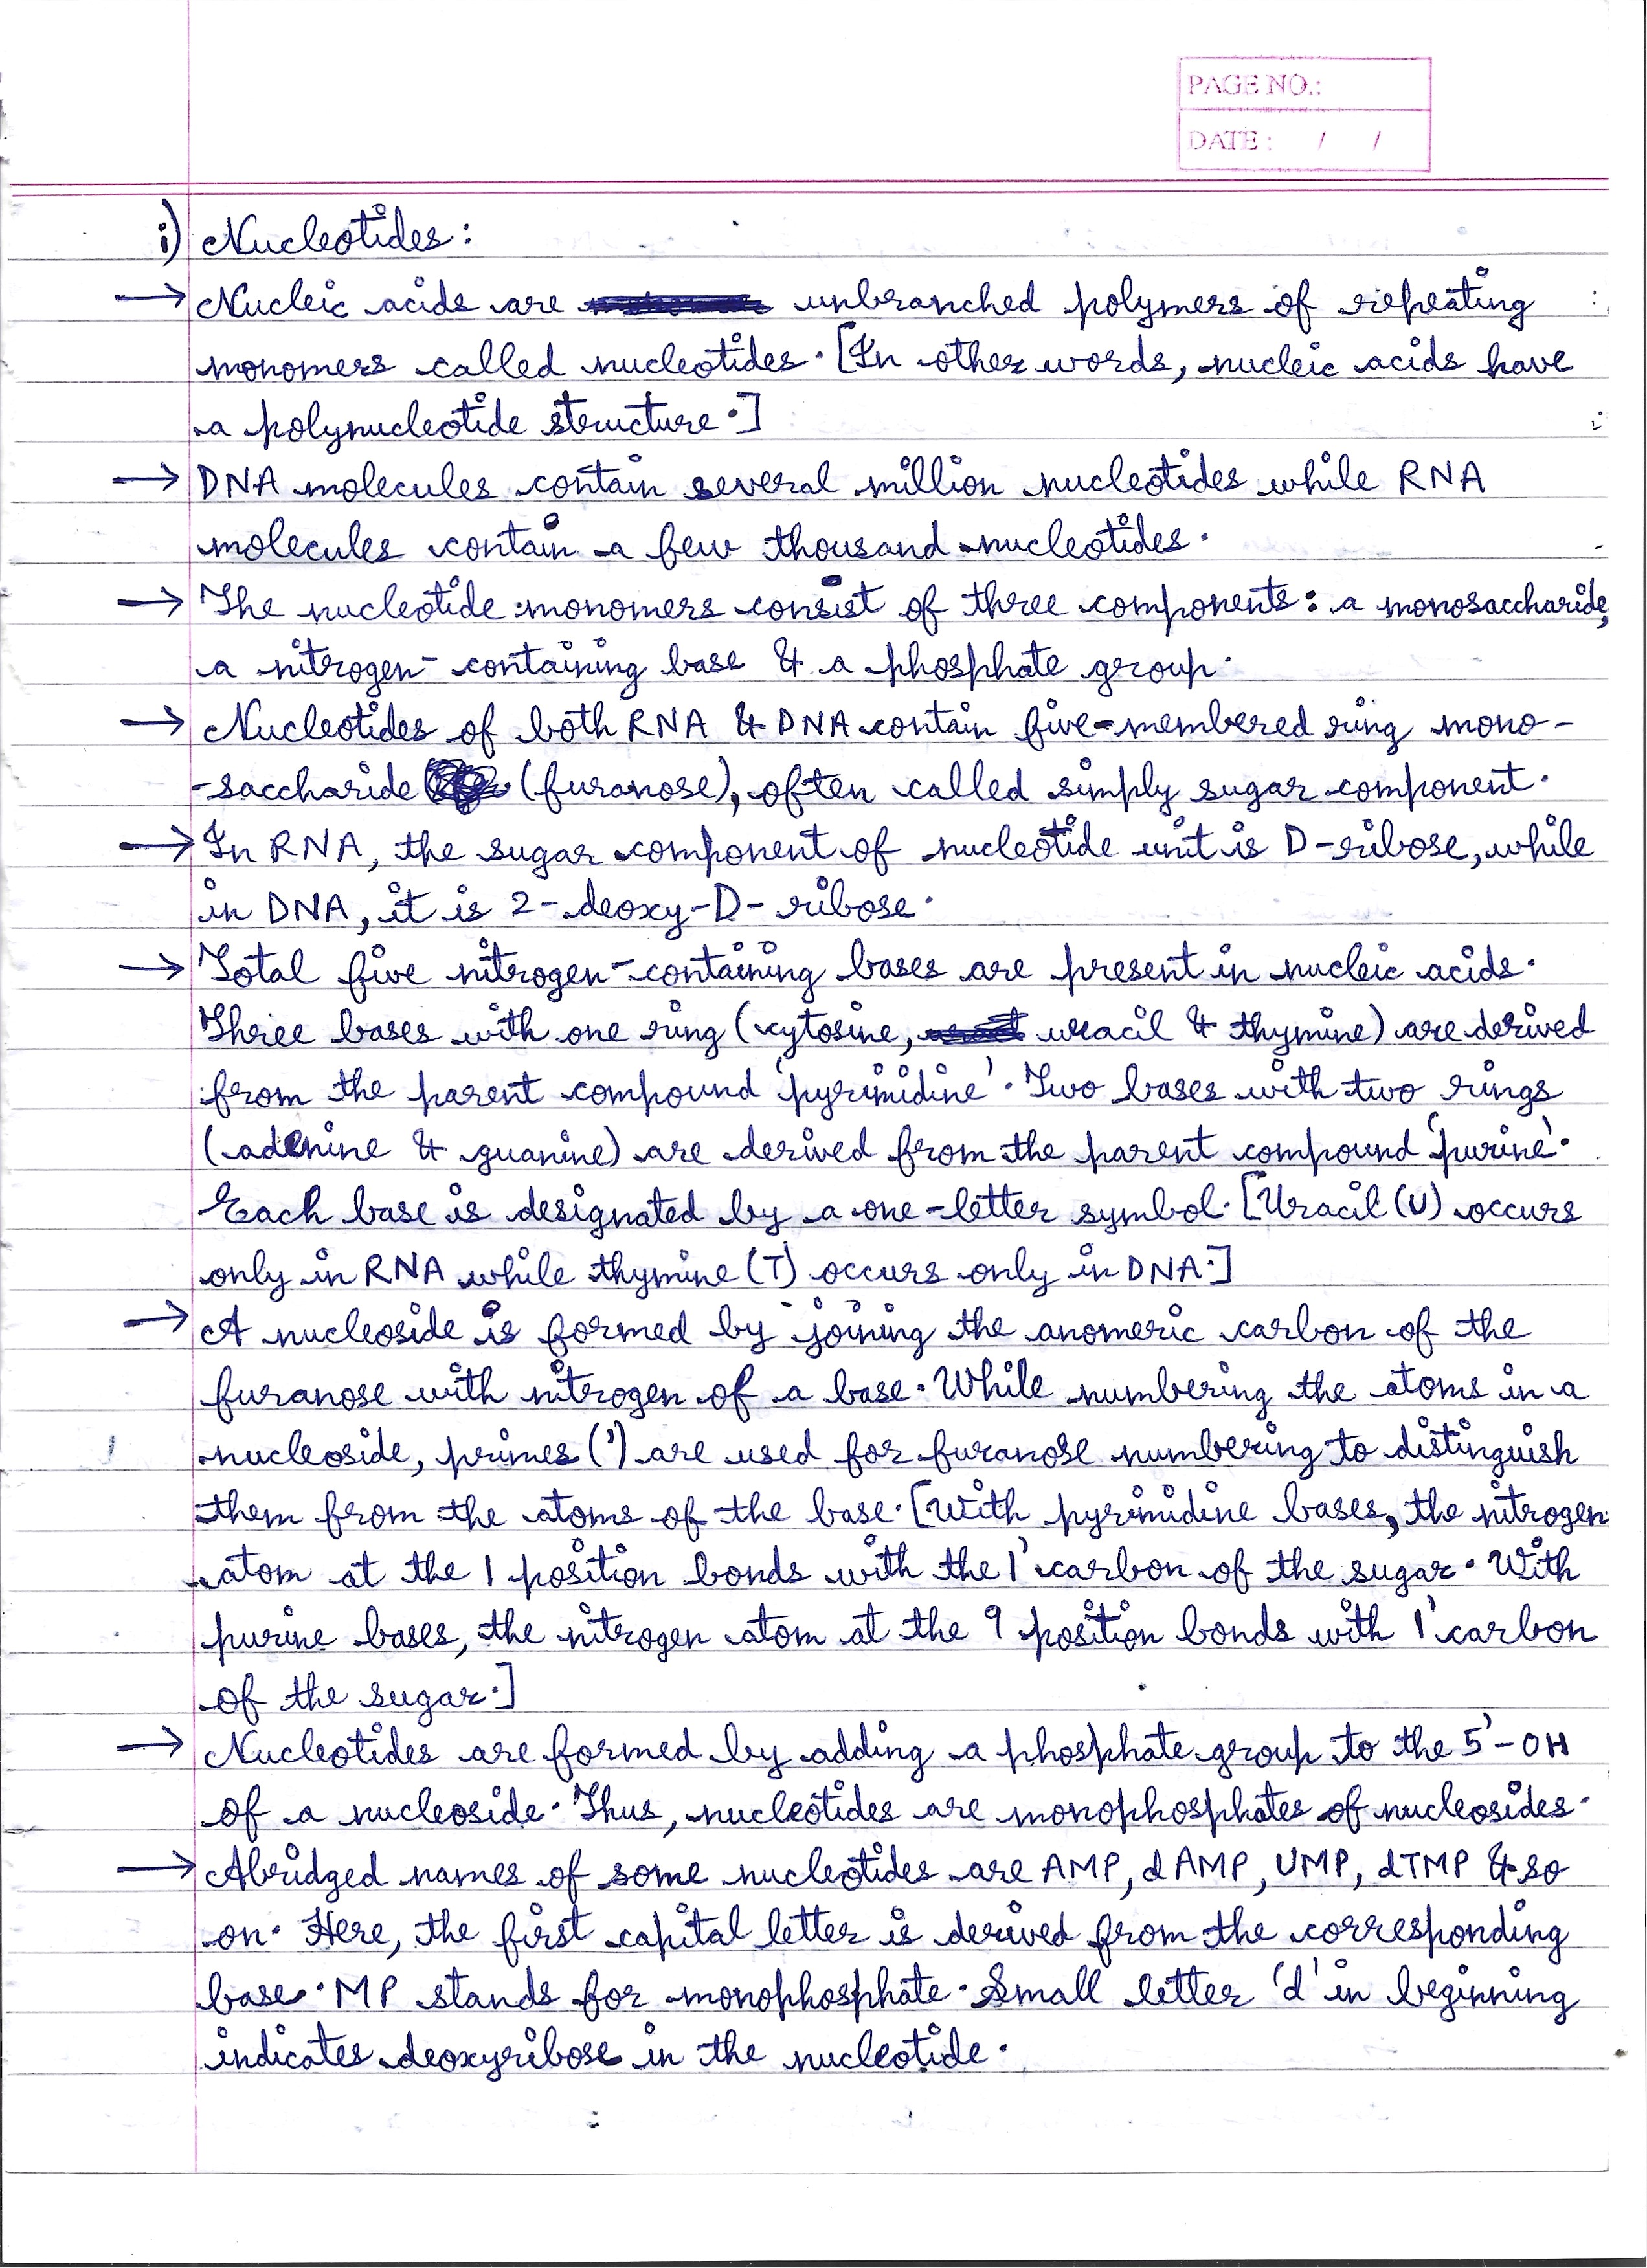 PAGE NO.:
DATE : / /
i) Nucleotides:
→ Nucleic acids are unbranched polymers of repeating
monomers called nucleotides. [In other words, nucleic acids have
a polynucleotide structure.]
→ DNA molecules contain several million nucleotides while RNA
molecules contain a few thousand nucleotides.
→ The nucleotide monomers consist of three components: a monosaccharide,
a nitrogen-containing base & a phosphate group.
→ Nucleotides of both RNA & DNA contain five-membered ring mono-
-saccharide (furanose), often called simply sugar component.
→ In RNA, the sugar component of nucleotide unit is D-ribose, while
in DNA, it is 2-deoxy-D-ribose.
→ Total five nitrogen-containing bases are present in nucleic acids.
Three bases with one ring (cytosine, uracil & thymine) are derived
from the parent compound 'pyrimidine'. Two bases with two rings
(adenine & guanine) are derived from the parent compound 'purine'.
Each base is designated by a one-letter symbol. [Uracil (U) occurs
only in RNA while thymine (T) occurs only in DNA.]
→ A nucleoside is formed by joining the anomeric carbon of the
furanose with nitrogen of a base. While numbering the atoms in a
nucleoside, primes (') are used for furanose numbering to distinguish
them from the atoms of the base. [With pyrimidine bases, the nitrogen
atom at the 1 position bonds with the 1' carbon of the sugar. With
purine bases, the nitrogen atom at the 9 position bonds with 1' carbon
of the sugar.]
→ Nucleotides are formed by adding a phosphate group to the 5'-OH
of a nucleoside. Thus, nucleotides are monophosphates of nucleosides.
→ Abridged names of some nucleotides are AMP, dAMP, UMP, dTMP & so
on. Here, the first capital letter is derived from the corresponding
base. MP stands for monophosphate. Small letter 'd' in beginning
indicates deoxyribose in the nucleotide.